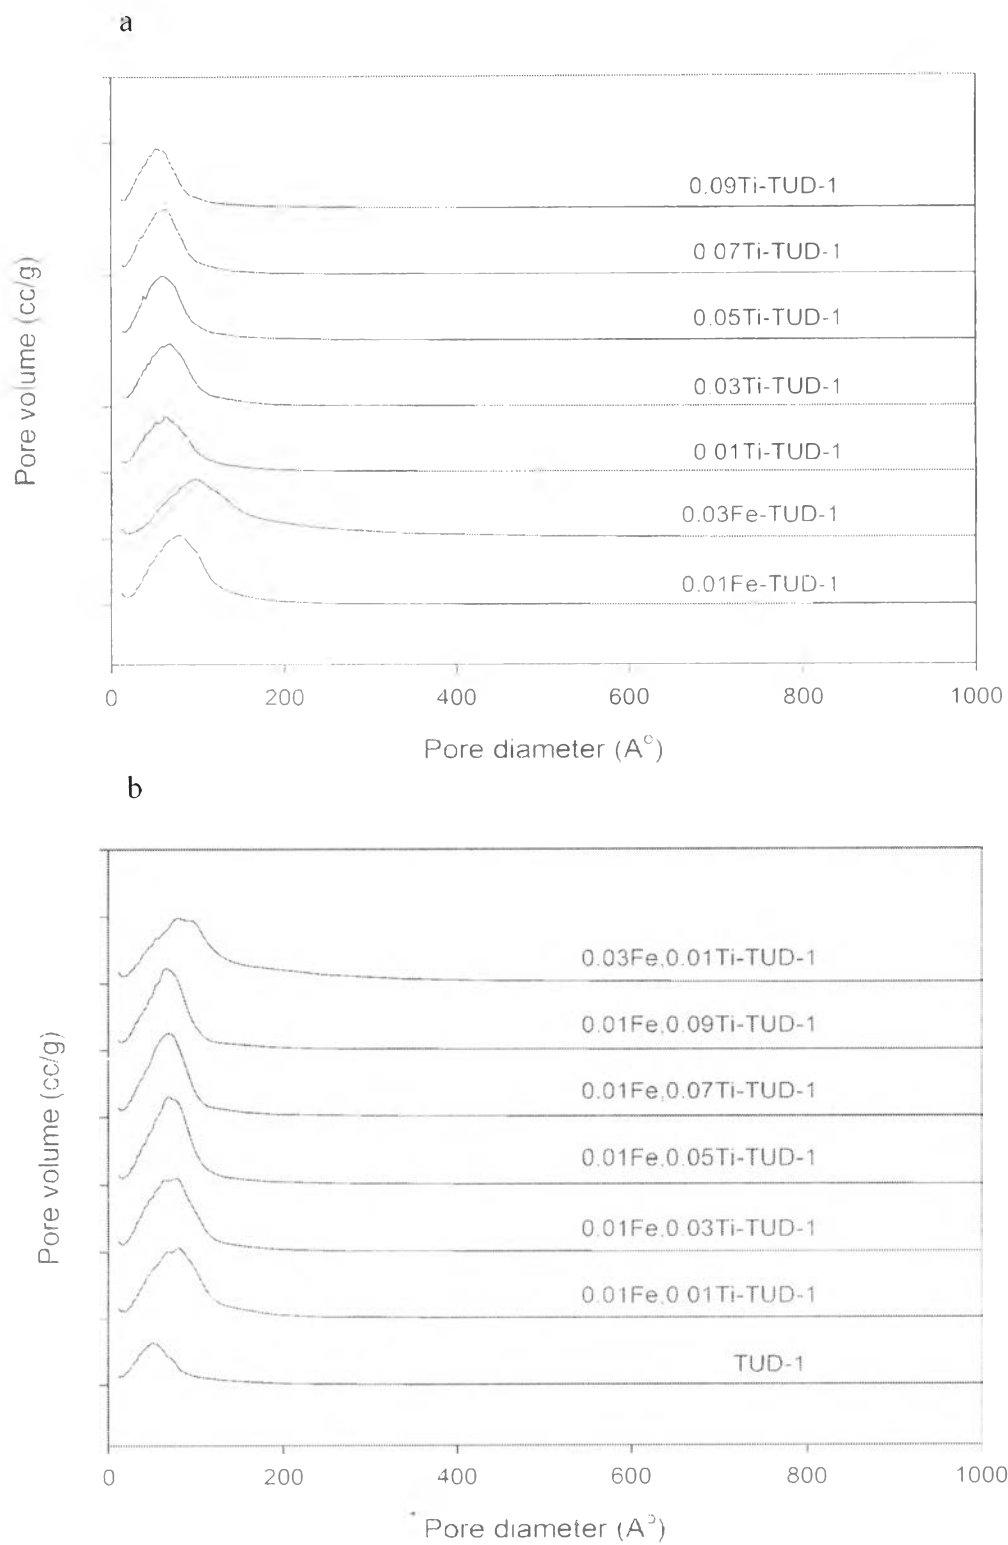 a
0.09Ti-TUD-1
0 07Ti-TUD-1
0.05Ti-TUD-1
0.03Ti-TUD-1
0 01Ti-TUD-1
0.03Fe-TUD-1
0.01Fe-TUD-1
Pore volume (cc/g)
0 200 400 600 800 1000
Pore diameter (A°)
b
0.03Fe,0.01Ti-TUD-1
0.01Fe,0.09Ti-TUD-1
0.01Fe,0.07Ti-TUD-1
0.01Fe,0.05Ti-TUD-1
0.01Fe,0.03Ti-TUD-1
0.01Fe,0 01Ti-TUD-1
TUD-1
Pore volume (cc/g)
0 200 400 600 800 1000
Pore diameter (A°)